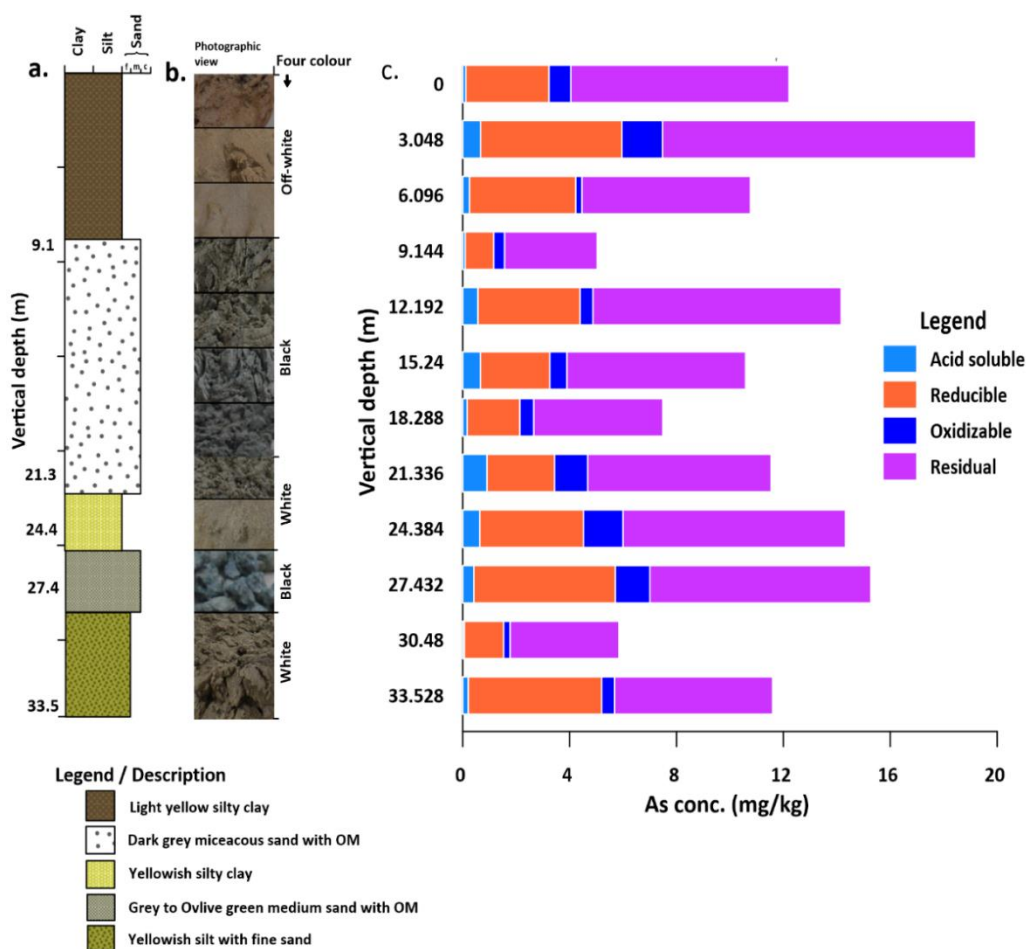 a.
Clay
Silt
Sand
f m c
Vertical depth (m)
9.1
21.3
24.4
27.4
33.5
b.
Photographic
view
Four colour
Off-white
Black
White
Black
White
c.
Vertical depth (m)
0
3.048
6.096
9.144
12.192
15.24
18.288
21.336
24.384
27.432
30.48
33.528
0 4 8 12 16 20
As conc. (mg/kg)
Legend
Acid soluble
Reducible
Oxidizable
Residual
Legend / Description
Light yellow silty clay
Dark grey miceacous sand with OM
Yellowish silty clay
Grey to Ovlive green medium sand with OM
Yellowish silt with fine sand